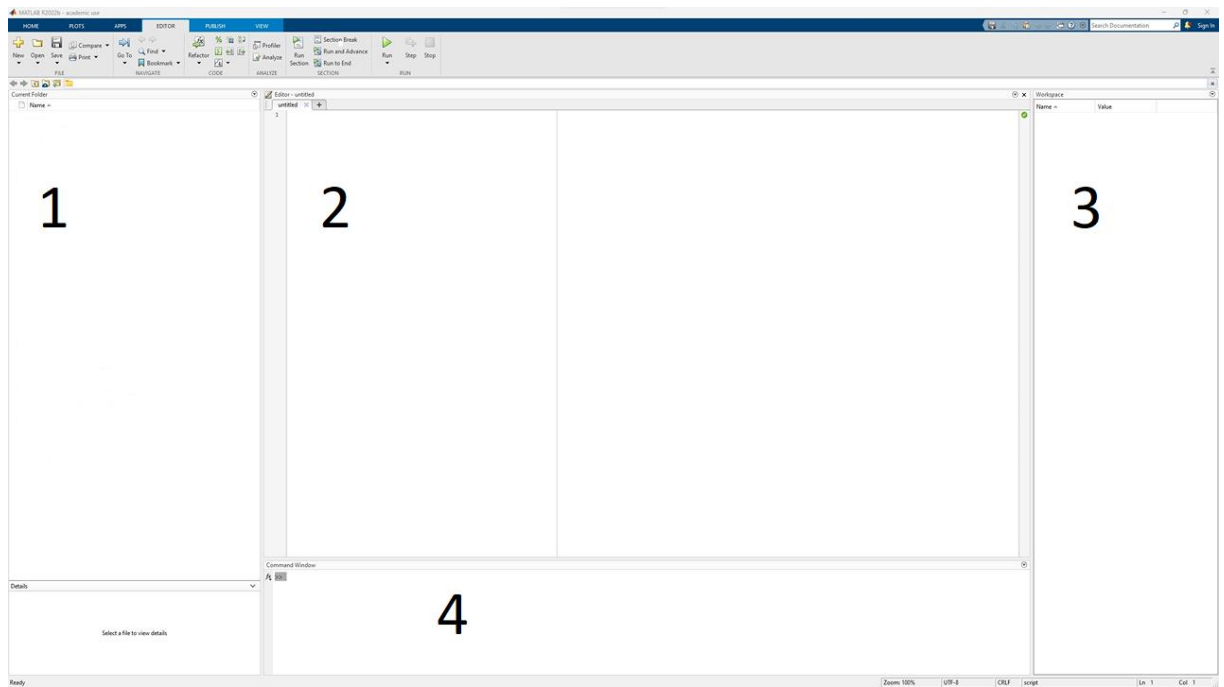 MATLAB R2002b - academic use
HOME PLOTS APPS EDITOR PUBLISH VIEW
Search Documentation Sign In
New Open Save Compare Print
Go To Find Bookmark
Refactor
Profiler Analyze
Run Section Section Break Run and Advance Run to End
Run Step Stop
FILE NAVIGATE CODE ANALYZE SECTION RUN
Current Folder
Name
1
Details
Select a file to view details
Editor - untitled
untitled × +
1
2
Command Window
fx >>
4
Workspace
Name Value
3
Ready Zoom: 100% UTF-8 CRLF script Ln 1 Col 1